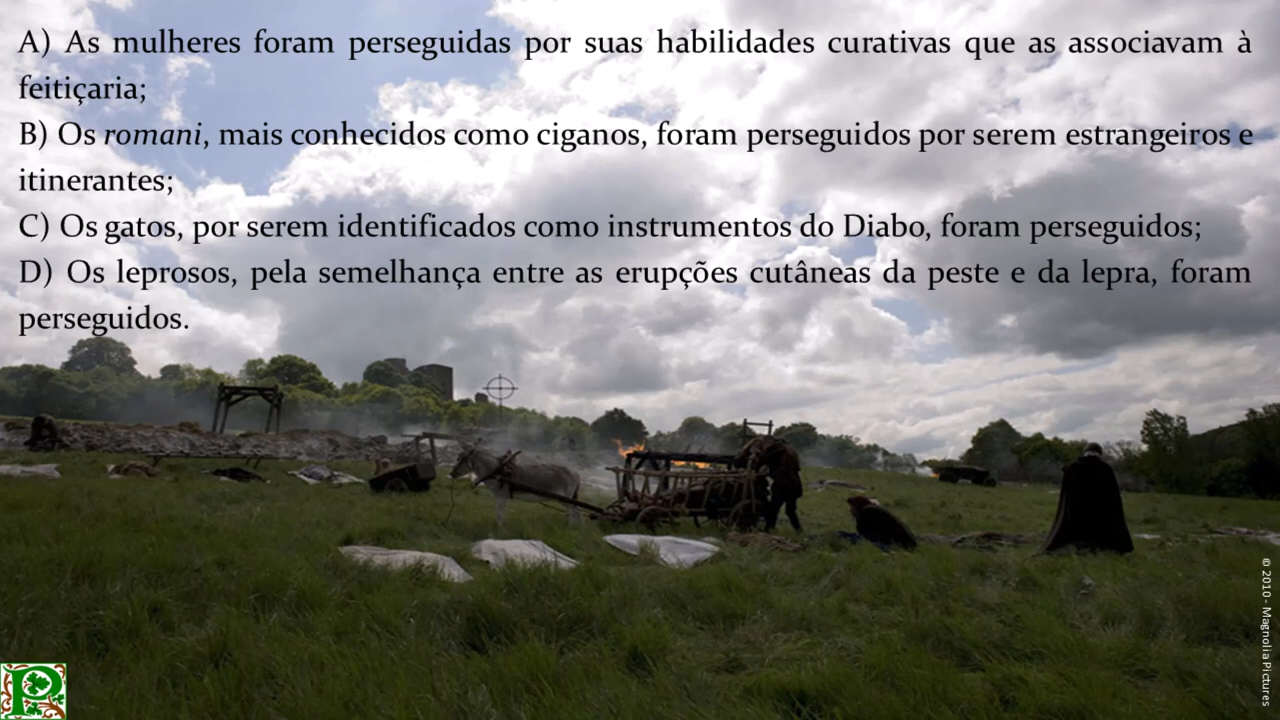 A) As mulheres foram perseguidas por suas habilidades curativas que as associavam à
feitiçaria;
B) Os romani, mais conhecidos como ciganos, foram perseguidos por serem estrangeiros e
itinerantes;
C) Os gatos, por serem identificados como instrumentos do Diabo, foram perseguidos;
D) Os leprosos, pela semelhança entre as erupções cutâneas da peste e da lepra, foram
perseguidos.
© 2010 - Magnolia Pictures
P